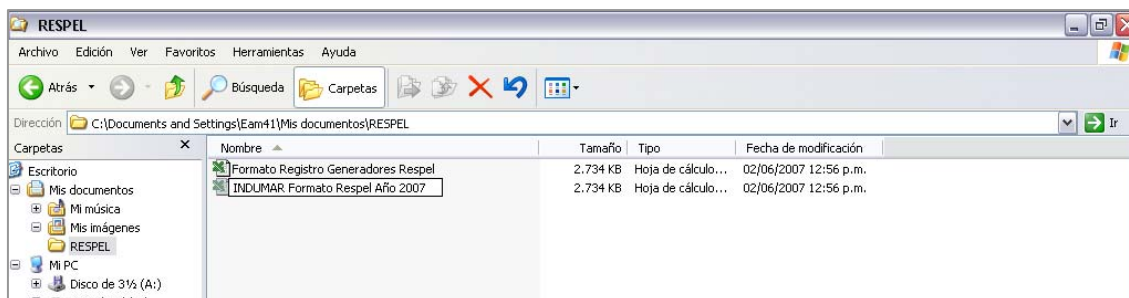 RESPEL
Archivo Edición Ver Favoritos Herramientas Ayuda
Atrás Búsqueda Carpetas
Dirección C:\Documents and Settings\Eam41\Mis documentos\RESPEL Ir
Carpetas × Nombre Tamaño Tipo Fecha de modificación
Escritorio Formato Registro Generadores Respel 2.734 KB Hoja de cálculo... 02/06/2007 12:56 p.m.
Mis documentos INDUMAR Formato Respel Año 2007 2.734 KB Hoja de cálculo... 02/06/2007 12:56 p.m.
Mi música
Mis imágenes
RESPEL
Mi PC
Disco de 3½ (A:)